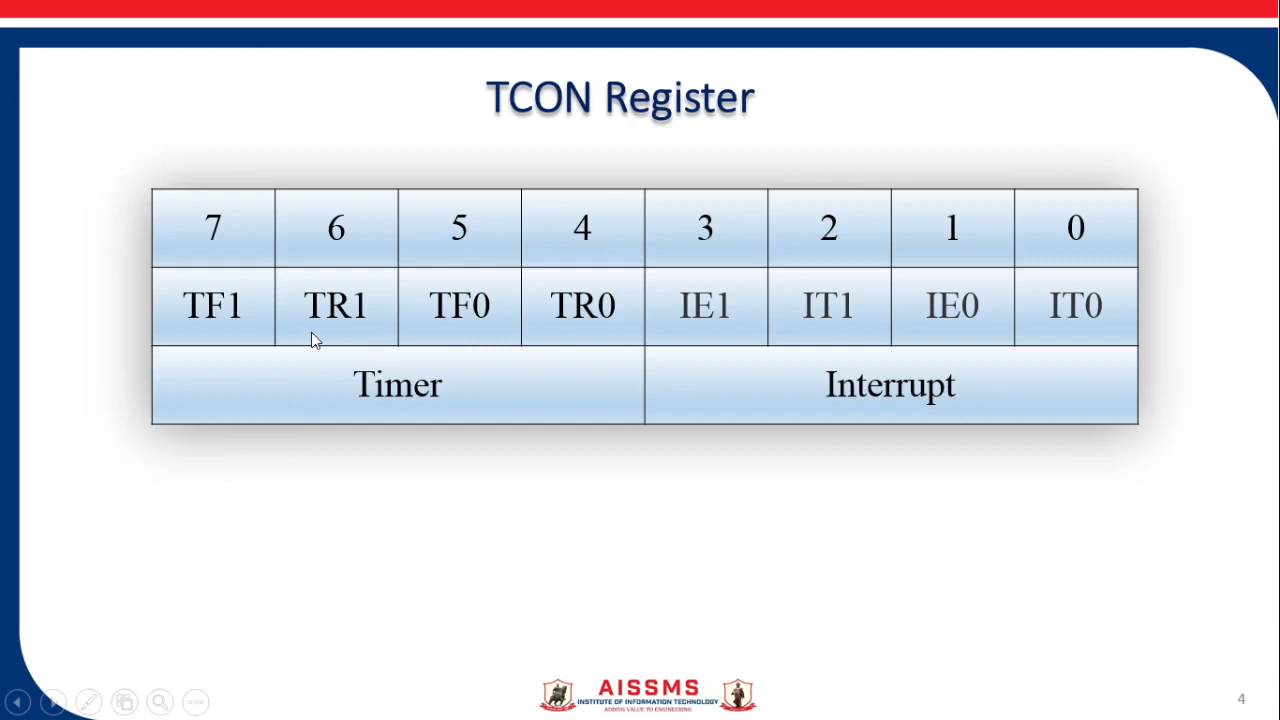 TCON Register
7 6 5 4 3 2 1 0
TF1 TR1 TF0 TR0 IE1 IT1 IE0 IT0
Timer Interrupt
AISSMS
INSTITUTE OF INFORMATION TECHNOLOGY
ADDING VALUE TO ENGINEERING
4